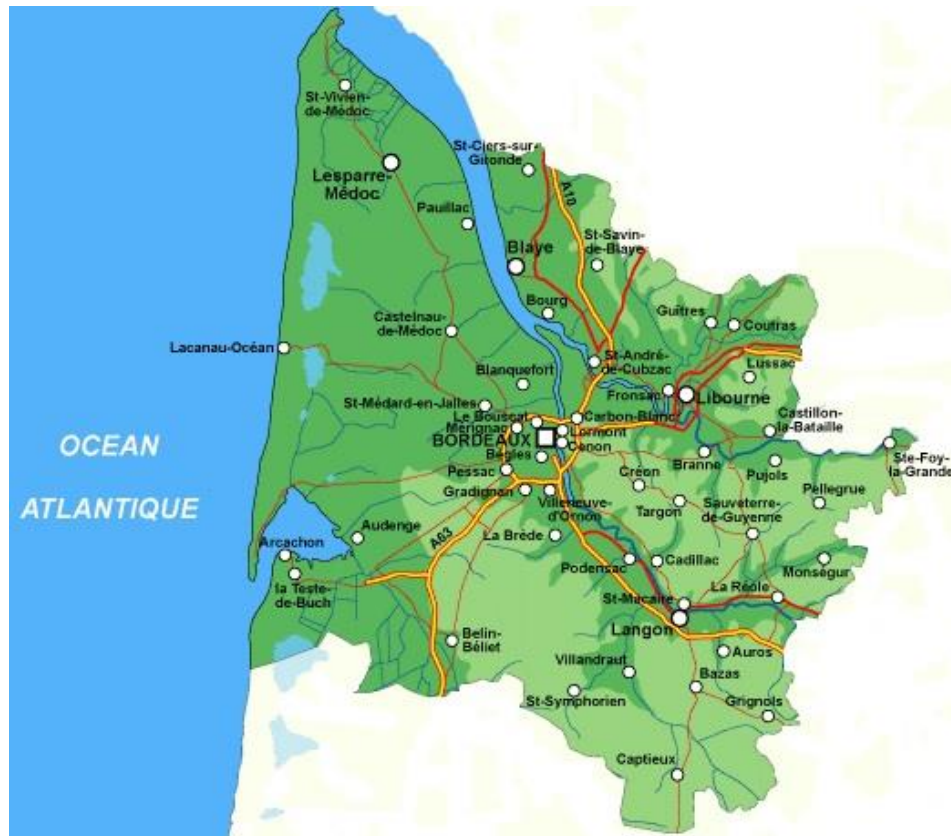 St-Vivien-
de-Médoc
St-Ciers-sur-
Gironde
Lesparre-
Médoc
A10
Pauillac
St-Savin-
de-Blaye
Blaye
Bourg
Guîtres
Coutras
Castelnau-
de-Médoc
Lacanau-Océan
St-André-
de-Cubzac
Lussac
Blanquefort
Fronsac
Libourne
St-Médard-en-Jalles
Le Bouscat
Carbon-Blanc
Castillon-
la-Bataille
Mérignac
Lormont
BORDEAUX
Cenon
OCEAN
ATLANTIQUE
Bègles
Branne
Ste-Foy-
la-Grande
Pessac
Créon
Pujols
Gradignan
Villeneuve-
d'Ornon
Targon
Sauveterre-
de-Guyenne
Pellegrue
Audenge
A63
La Brède
Arcachon
Podensac
Cadillac
Monségur
la Teste-
de-Buch
St-Macaire
La Réole
Langon
Belin-
Béliet
Villandraut
Auros
Bazas
St-Symphorien
Grignols
Captieux